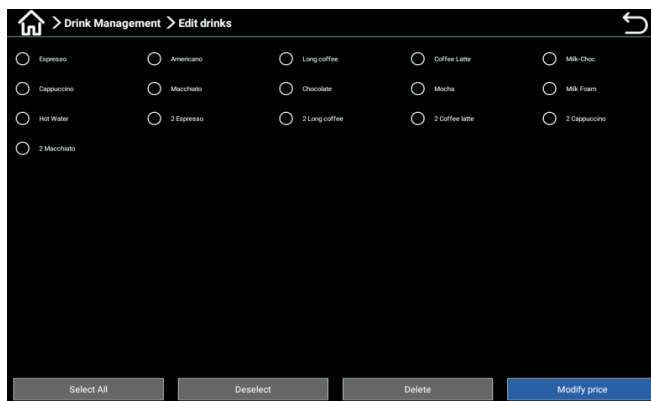 Drink Management Edit drinks
Espresso Americano Long coffee Coffee Latte Milk-Choc
Cappuccino Macchiato Chocolate Mocha Milk Foam
Hot Water 2 Espresso 2 Long coffee 2 Coffee latte 2 Cappuccino
2 Macchiato
Select All Deselect Delete Modify price